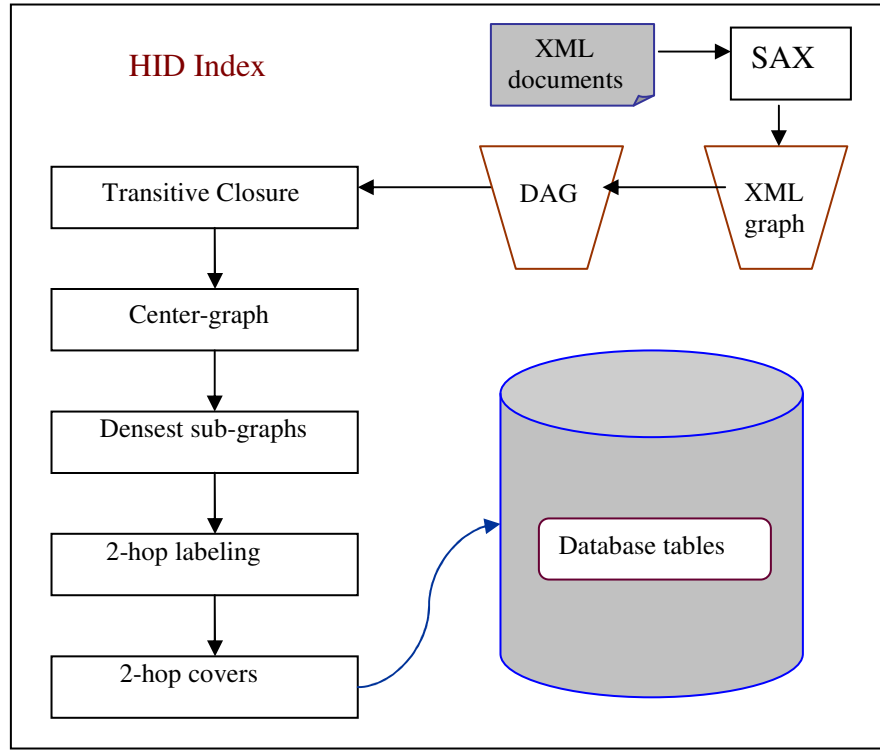 HID Index
XML
documents
SAX
XML
graph
DAG
Transitive Closure
Center-graph
Densest sub-graphs
2-hop labeling
2-hop covers
Database tables